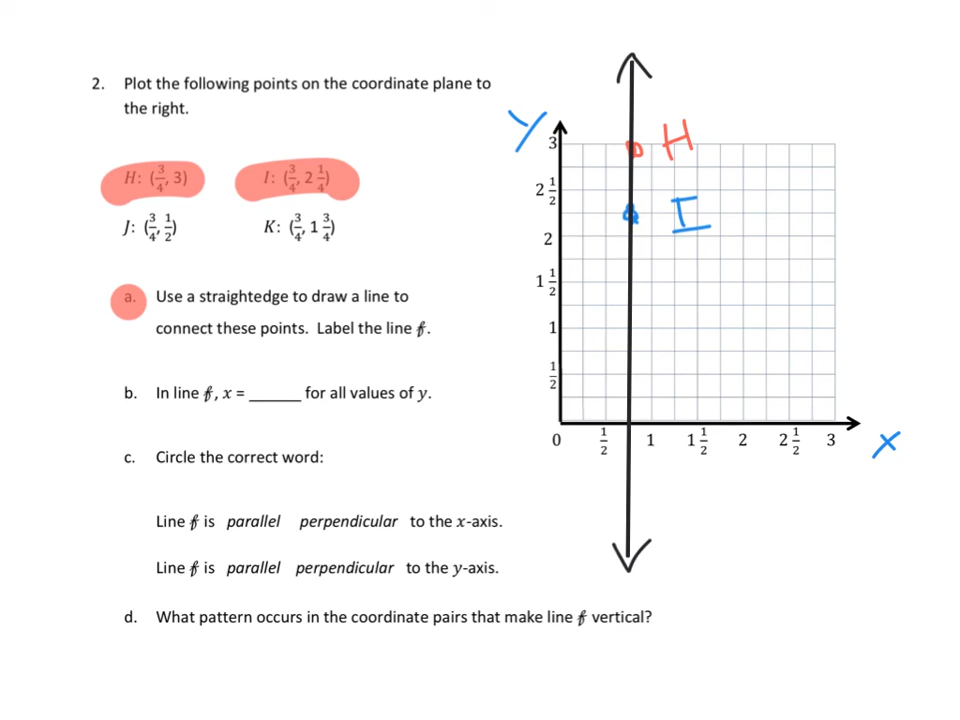 2. Plot the following points on the coordinate plane to
the right.
H: (3/4, 3) I: (3/4, 2 1/4)
J: (3/4, 1/2) K: (3/4, 1 3/4)
a. Use a straightedge to draw a line to
connect these points. Label the line 𝒻.
b. In line 𝒻, x = ______ for all values of y.
c. Circle the correct word:
Line 𝒻 is parallel perpendicular to the x-axis.
Line 𝒻 is parallel perpendicular to the y-axis.
d. What pattern occurs in the coordinate pairs that make line 𝒻 vertical?
Y
3
H
2 1/2
I
2
1 1/2
1
1/2
0 1/2 1 1 1/2 2 2 1/2 3
X